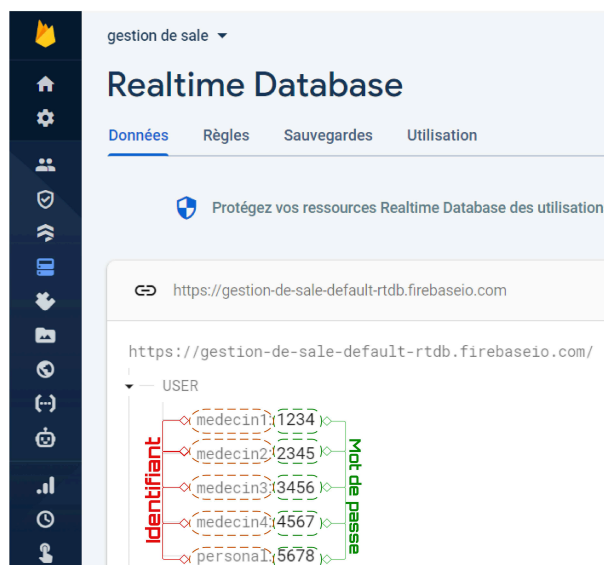 gestion de sale
Realtime Database
Données Règles Sauvegardes Utilisation
Protégez vos ressources Realtime Database des utilisation
https://gestion-de-sale-default-rtdb.firebaseio.com
https://gestion-de-sale-default-rtdb.firebaseio.com/
USER
medecin1:1234
medecin2:2345
medecin3:3456
medecin4:4567
personal:5678
Identifiant
Mot de passe